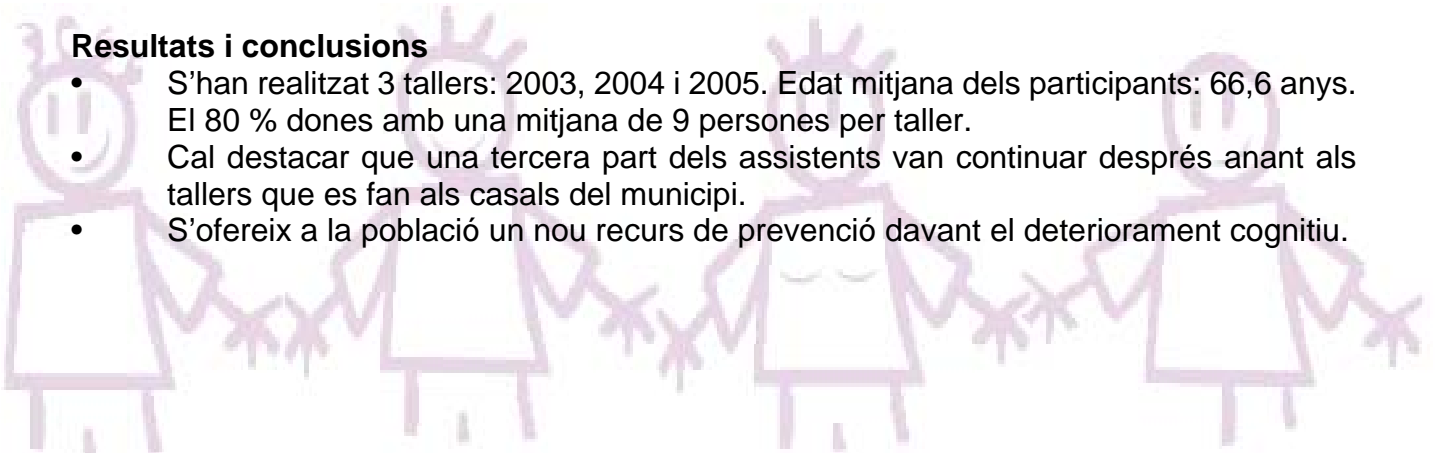 Resultats i conclusions
• S’han realitzat 3 tallers: 2003, 2004 i 2005. Edat mitjana dels participants: 66,6 anys.
El 80 % dones amb una mitjana de 9 persones per taller.
• Cal destacar que una tercera part dels assistents van continuar després anant als
tallers que es fan als casals del municipi.
• S’ofereix a la població un nou recurs de prevenció davant el deteriorament cognitiu.